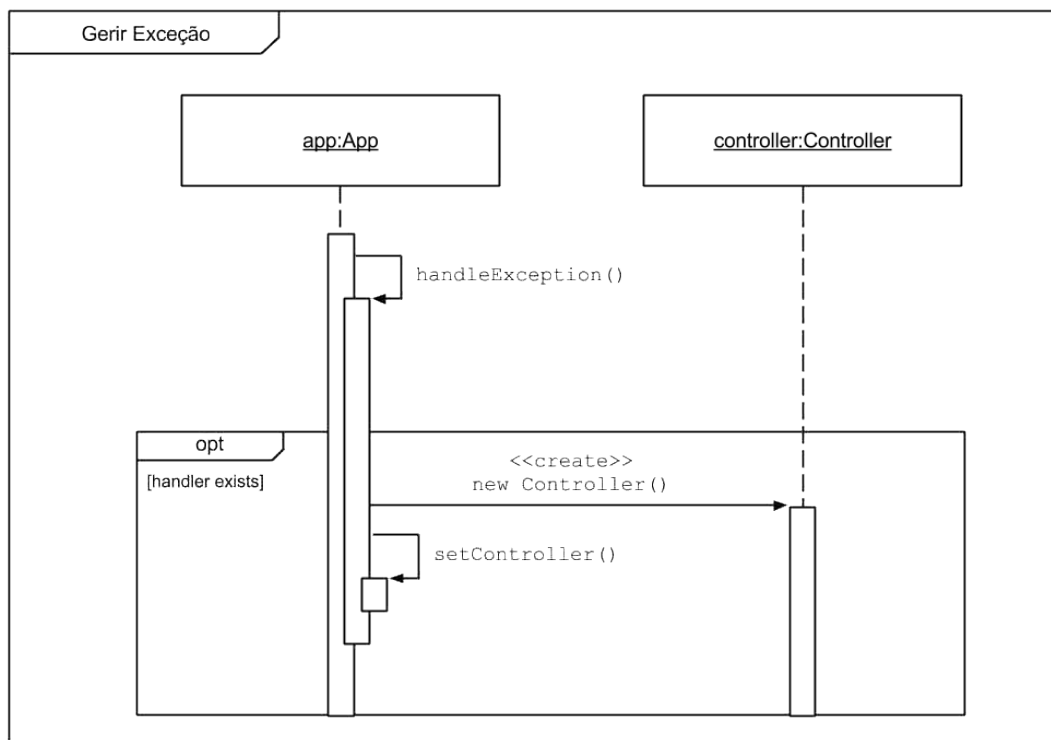 Gerir Exceção
app:App
controller:Controller
handleException()
opt
[handler exists]
<<create>>
new Controller()
setController()